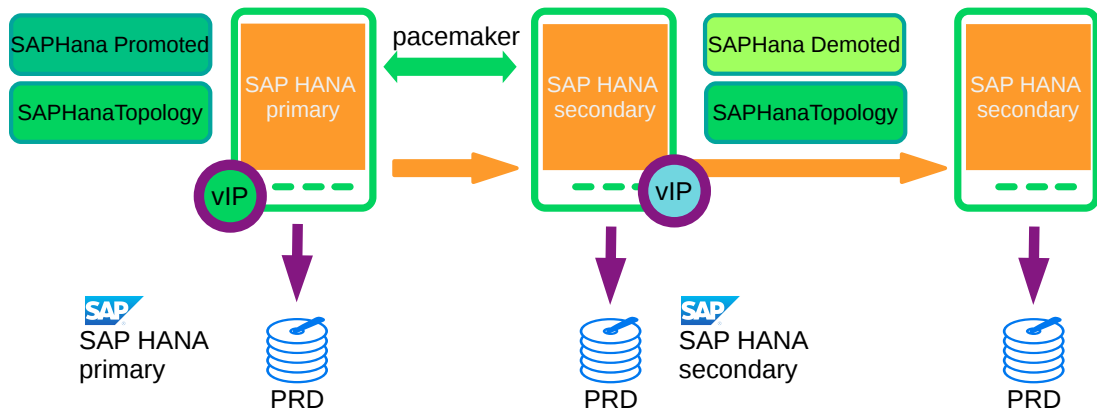 SAPHana Promoted
SAPHanaTopology
SAP HANA
primary
vIP
pacemaker
SAP HANA
secondary
vIP
SAPHana Demoted
SAPHanaTopology
SAP HANA
secondary
SAP
SAP HANA
primary
PRD
PRD
SAP
SAP HANA
secondary
PRD